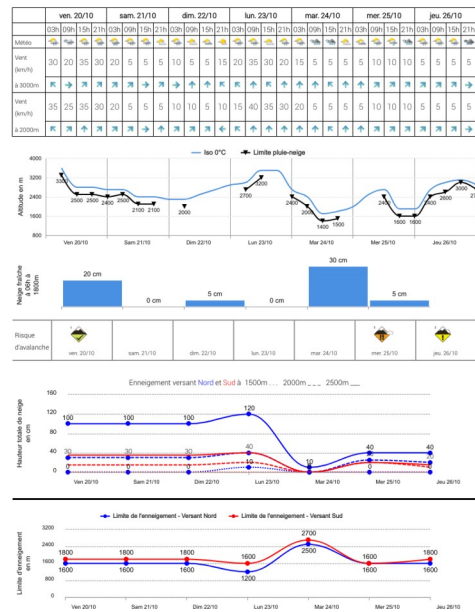 ven. 20/10 sam. 21/10 dim. 22/10 lun. 23/10 mar. 24/10 mer. 25/10 jeu. 26/10
03h 09h 15h 21h 03h 09h 15h 21h 03h 09h 15h 21h 03h 09h 15h 21h 03h 09h 15h 21h 03h 09h 15h 21h 03h 09h 15h 21h
Météo
Vent
(km/h)
30 20 35 30 20 5 5 5 10 5 5 15 20 35 35 20 15 5 5 5 5 10 10 10 5 5 5 5
à 3000m
Vent
(km/h)
35 25 35 30 20 5 5 5 10 10 5 10 15 40 35 30 20 5 5 5 5 10 10 10 5 5 5 5
à 2000m
Iso 0°C Limite pluie-neige
Altitude en m
4000
3200
2400
1600
800
3300 2500 2500 2400 2500 2100 2100 2000 2700 3200 2400 2000 1400 1500 2400 1600 1600 2400 2600 3000
Ven 20/10 Sam 21/10 Dim 22/10 Lun 23/10 Mar 24/10 Mer 25/10 Jeu 26/10
Neige fraîche
à 06h à
1800m
20 cm 0 cm 5 cm 0 cm 30 cm 5 cm
Risque
d'avalanche
ven. 20/10 sam. 21/10 dim. 22/10 lun. 23/10 mar. 24/10 mer. 25/10 jeu. 26/10
Enneigement versant Nord et Sud à 1500m . . . 2000m _ _ _ 2500m __
Hauteur totale de neige
en cm
160
120
80
40
0
100 100 100 120 10 40 40
30 30 30 40
0 0 0 10 0
Ven 20/10 Sam 21/10 Dim 22/10 Lun 23/10 Mar 24/10 Mer 25/10 Jeu 26/10
Limite de l'enneigement - Versant Nord Limite de l'enneigement - Versant Sud
Limite d'enneigement
en m
3200
2400
1600
800
0
1800 1800 1800 1600 2700 1600 1800
1600 1600 1600 1200 2500 1600 1600
Ven 20/10 Sam 21/10 Dim 22/10 Lun 23/10 Mar 24/10 Mer 25/10 Jeu 26/10